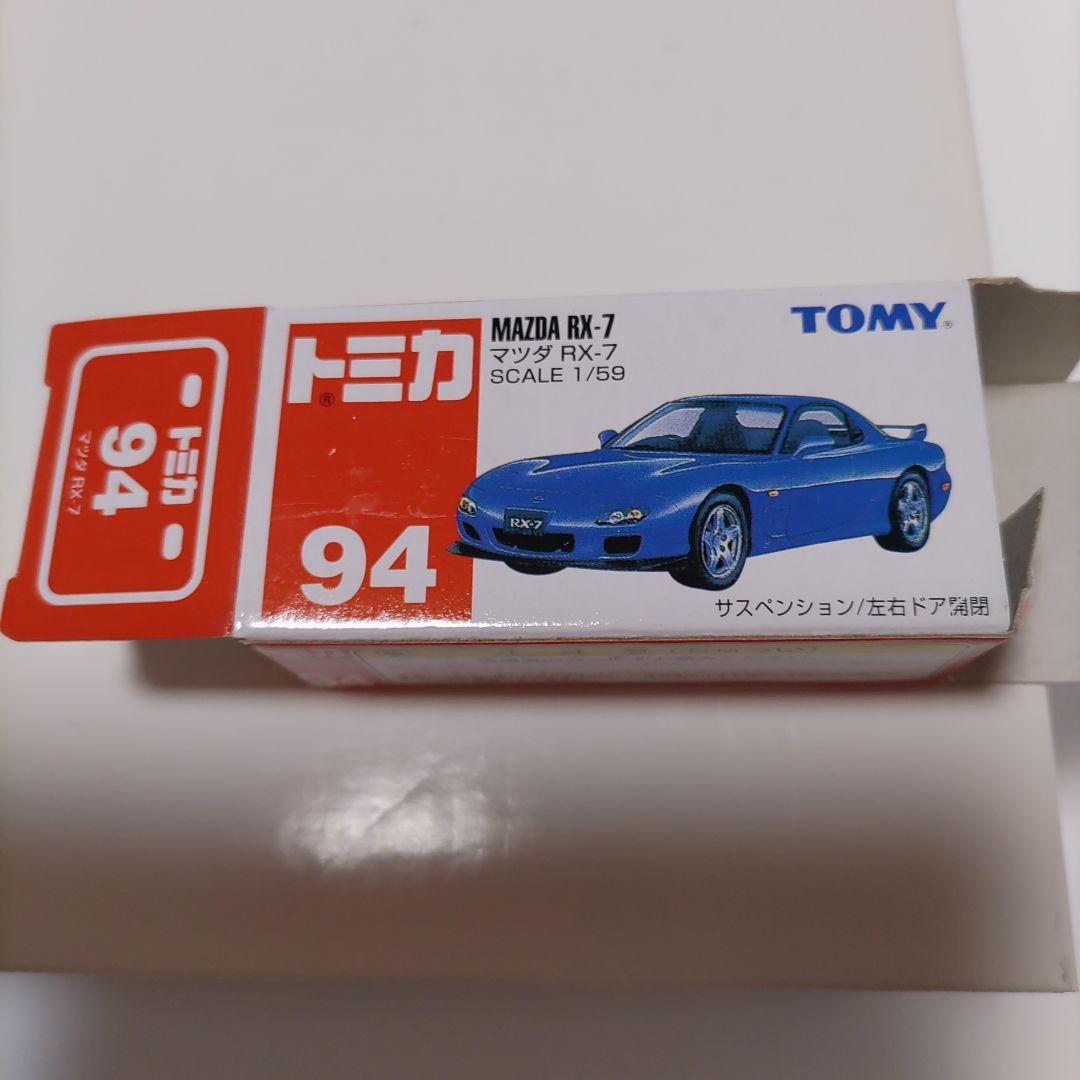 トミカ
94
マツダ RX-7
トミカ®
94
MAZDA RX-7
マツダ RX-7
SCALE 1/59
TOMY®
RX-7
サスペンション/左右ドア開閉